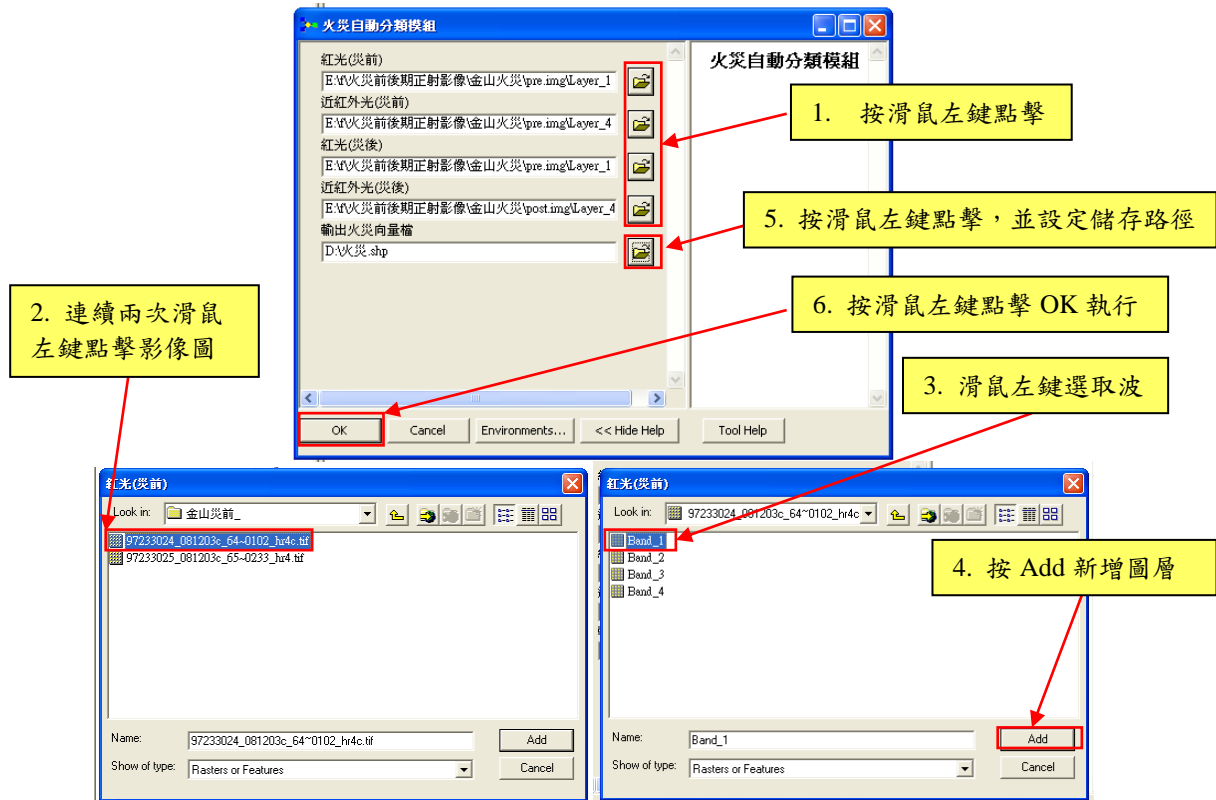 火災自動分類模組
紅光(災前)
E:\f\火災前後期正射影像\金山火災\pre.img\Layer_1
近紅外光(災前)
E:\f\火災前後期正射影像\金山火災\pre.img\Layer_4
紅光(災後)
E:\f\火災前後期正射影像\金山火災\pre.img\Layer_1
近紅外光(災後)
E:\f\火災前後期正射影像\金山火災\post.img\Layer_4
輸出火災向量檔
D:\火災.shp
火災自動分類模組
1. 按滑鼠左鍵點擊
5. 按滑鼠左鍵點擊，並設定儲存路徑
2. 連續兩次滑鼠
左鍵點擊影像圖
6. 按滑鼠左鍵點擊 OK 執行
3. 滑鼠左鍵選取波
OK
Cancel
Environments...
<< Hide Help
Tool Help
紅光(災前)
Look in:
金山災前_
97233024_081203c_64~0102_hr4c.tif
97233025_081203c_65~0233_hr4.tif
Name:
97233024_081203c_64~0102_hr4c.tif
Add
Show of type:
Rasters or Features
Cancel
紅光(災前)
Look in:
97233024_081203c_64~0102_hr4c
Band_1
Band_2
Band_3
Band_4
4. 按 Add 新增圖層
Name:
Band_1
Add
Show of type:
Rasters or Features
Cancel